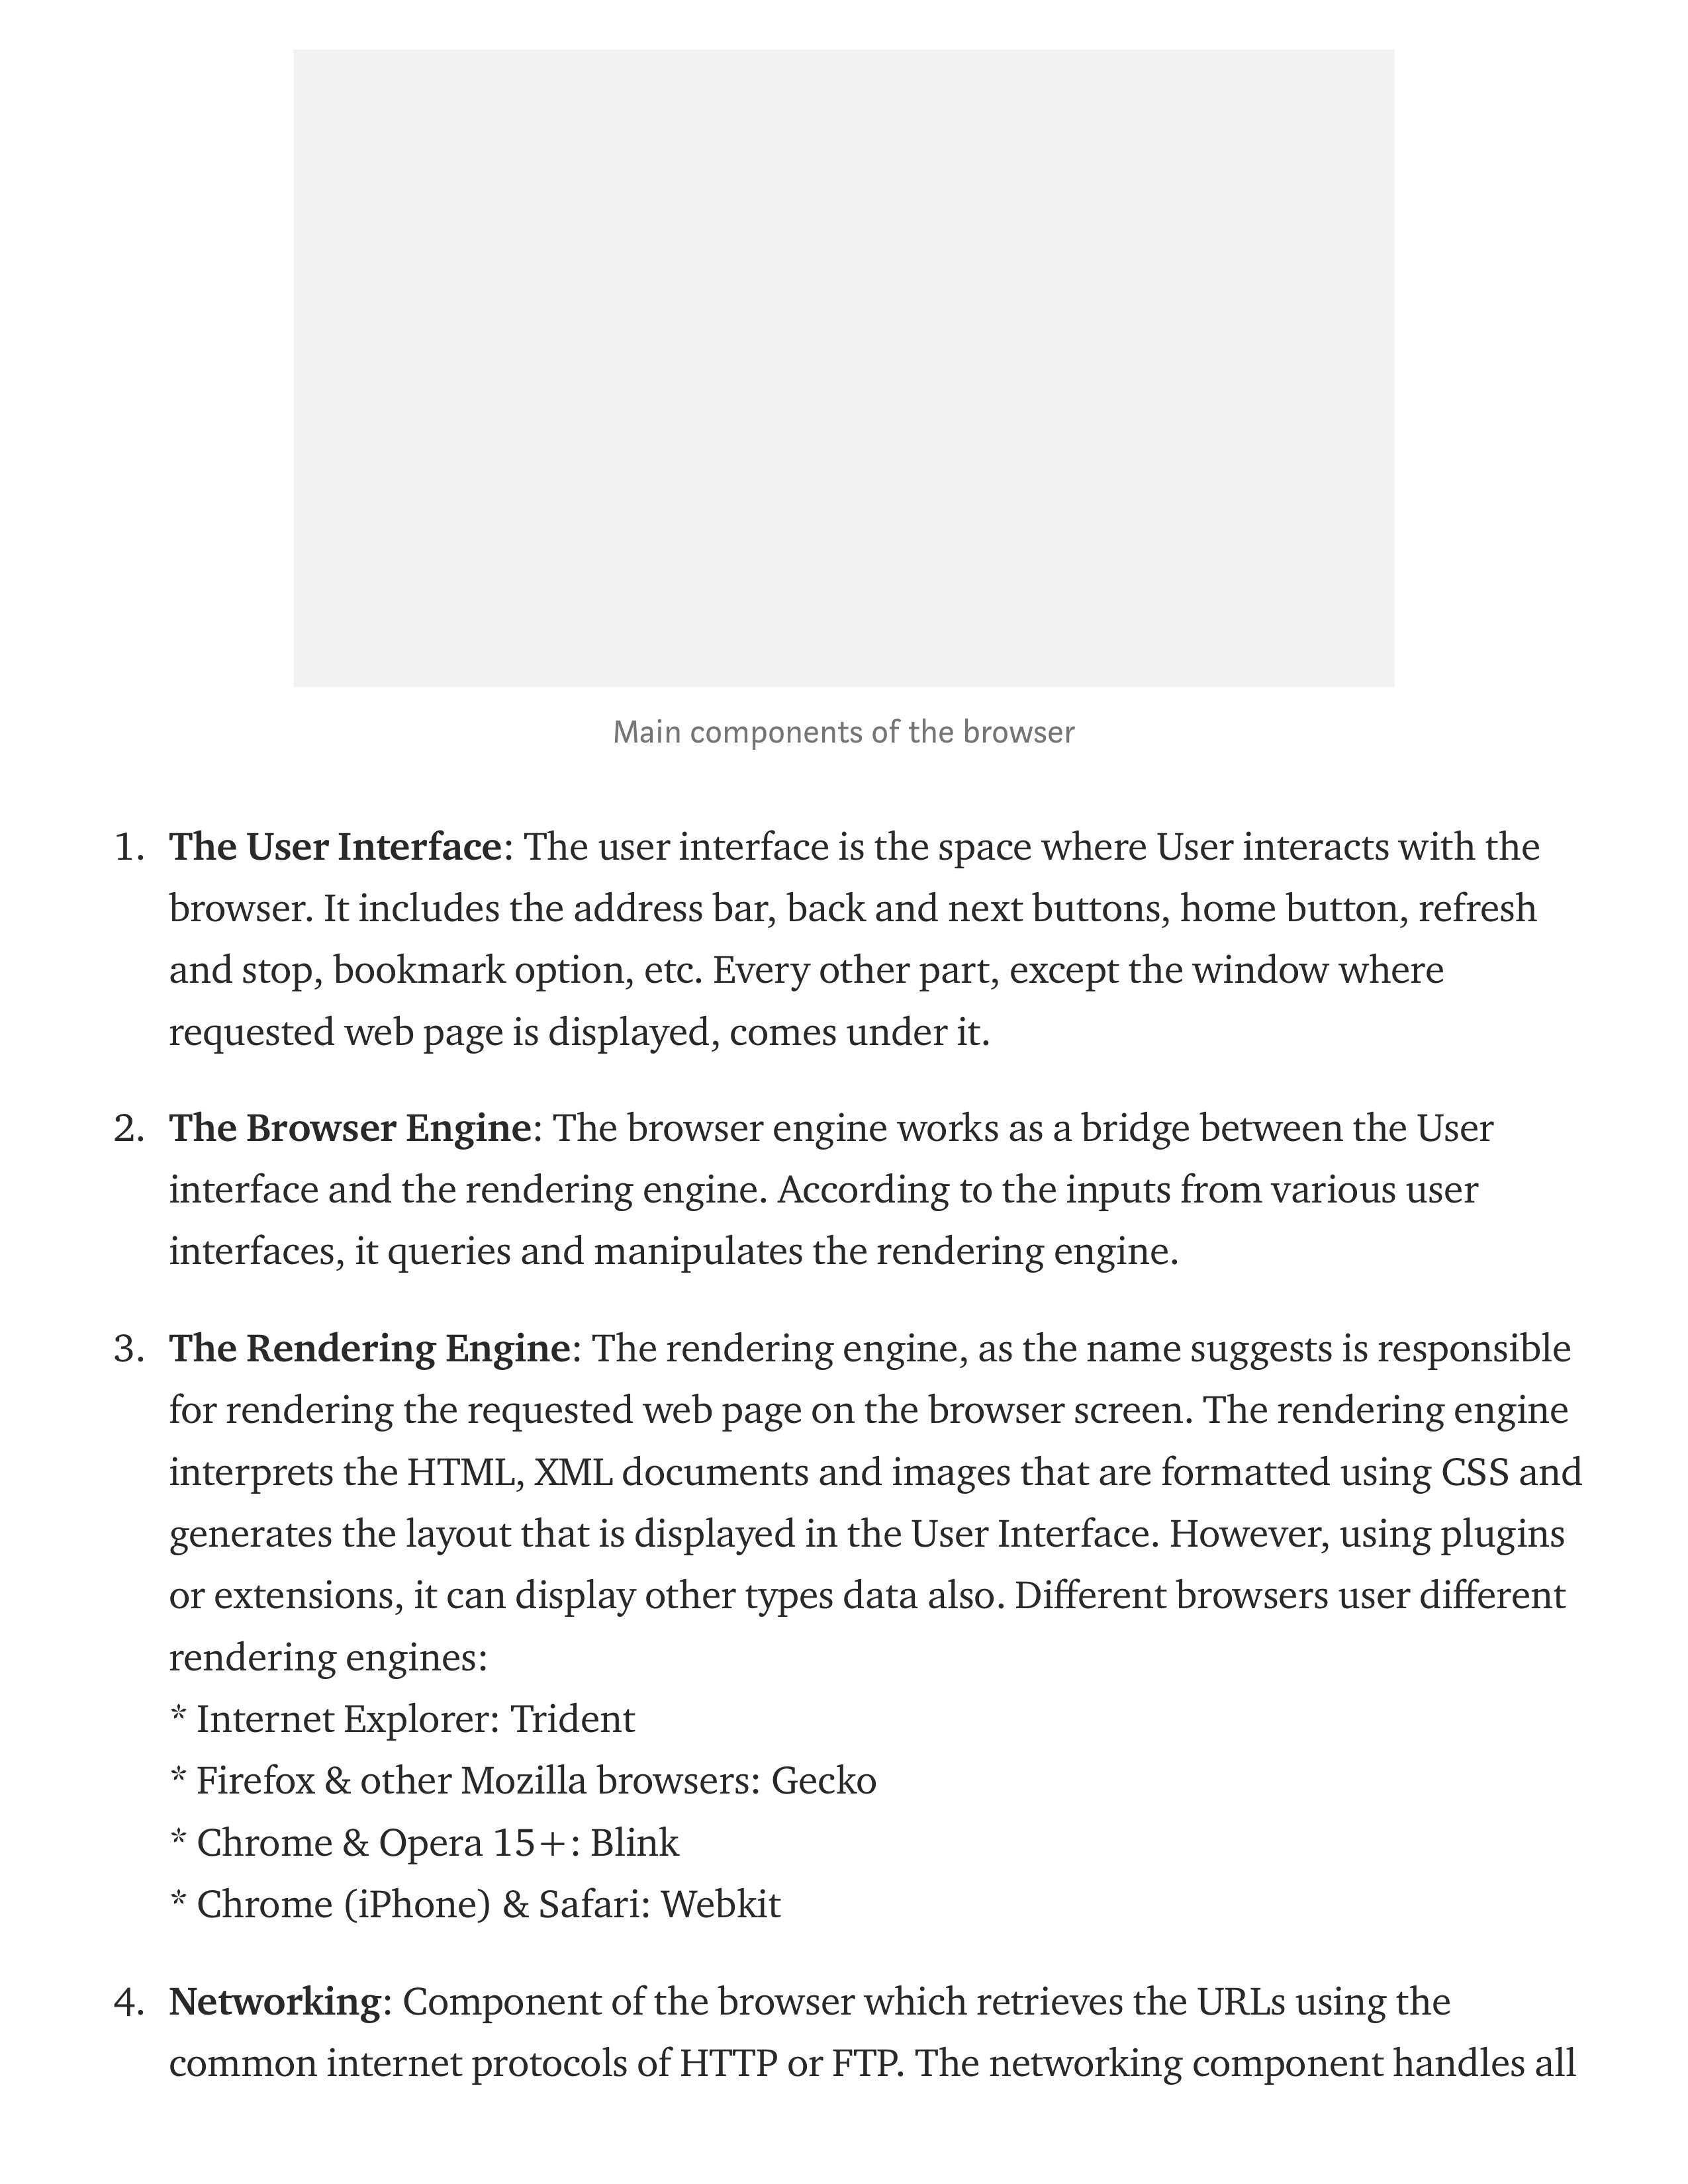 Main components of the browser
1. The User Interface: The user interface is the space where User interacts with the
browser. It includes the address bar, back and next buttons, home button, refresh
and stop, bookmark option, etc. Every other part, except the window where
requested web page is displayed, comes under it.
2. The Browser Engine: The browser engine works as a bridge between the User
interface and the rendering engine. According to the inputs from various user
interfaces, it queries and manipulates the rendering engine.
3. The Rendering Engine: The rendering engine, as the name suggests is responsible
for rendering the requested web page on the browser screen. The rendering engine
interprets the HTML, XML documents and images that are formatted using CSS and
generates the layout that is displayed in the User Interface. However, using plugins
or extensions, it can display other types data also. Different browsers user different
rendering engines:
* Internet Explorer: Trident
* Firefox & other Mozilla browsers: Gecko
* Chrome & Opera 15+: Blink
* Chrome (iPhone) & Safari: Webkit
4. Networking: Component of the browser which retrieves the URLs using the
common internet protocols of HTTP or FTP. The networking component handles all